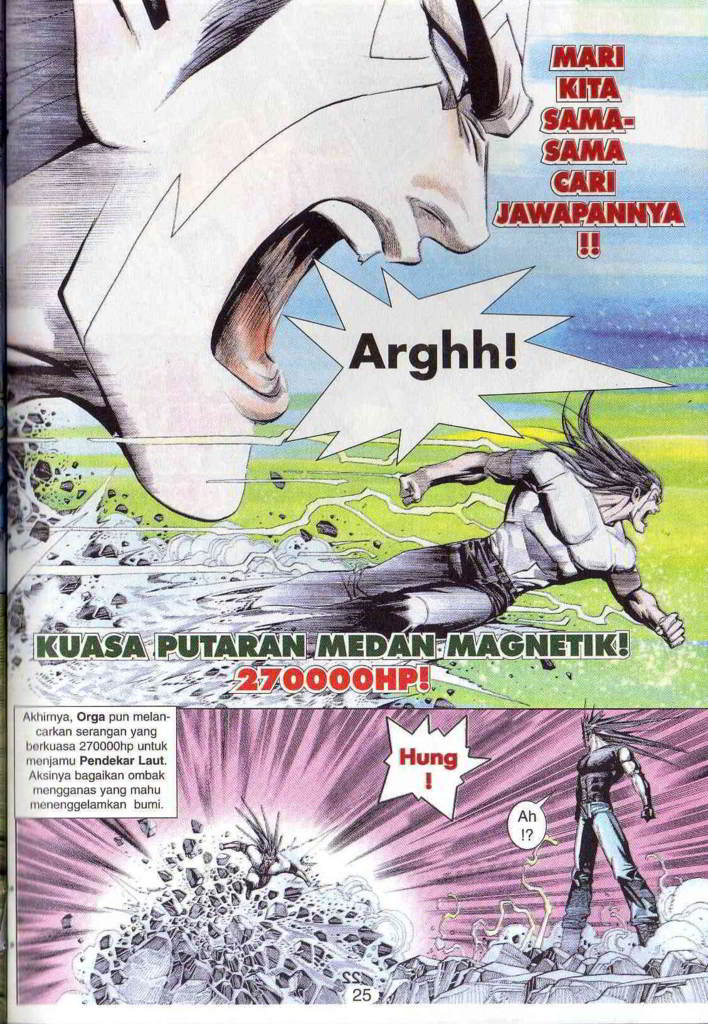 MARI
KITA
SAMA-
SAMA
CARI
JAWAPANNYA
!!
Arghh!
KUASA PUTARAN MEDAN MAGNETIK!
270000HP!
Akhirnya, Orga pun melan-
carkan serangan yang
berkuasa 270000hp untuk
menjamu Pendekar Laut.
Aksinya bagaikan ombak
mengganas yang mahu
menenggelamkan bumi.
Hung
!
Ah
!?
25